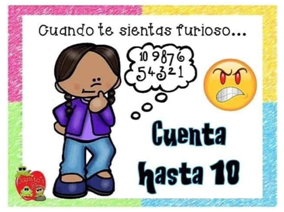 Cuando te sientas furioso...
10 9 8 7 6
5 4 3 2 1
Cuenta
hasta 10